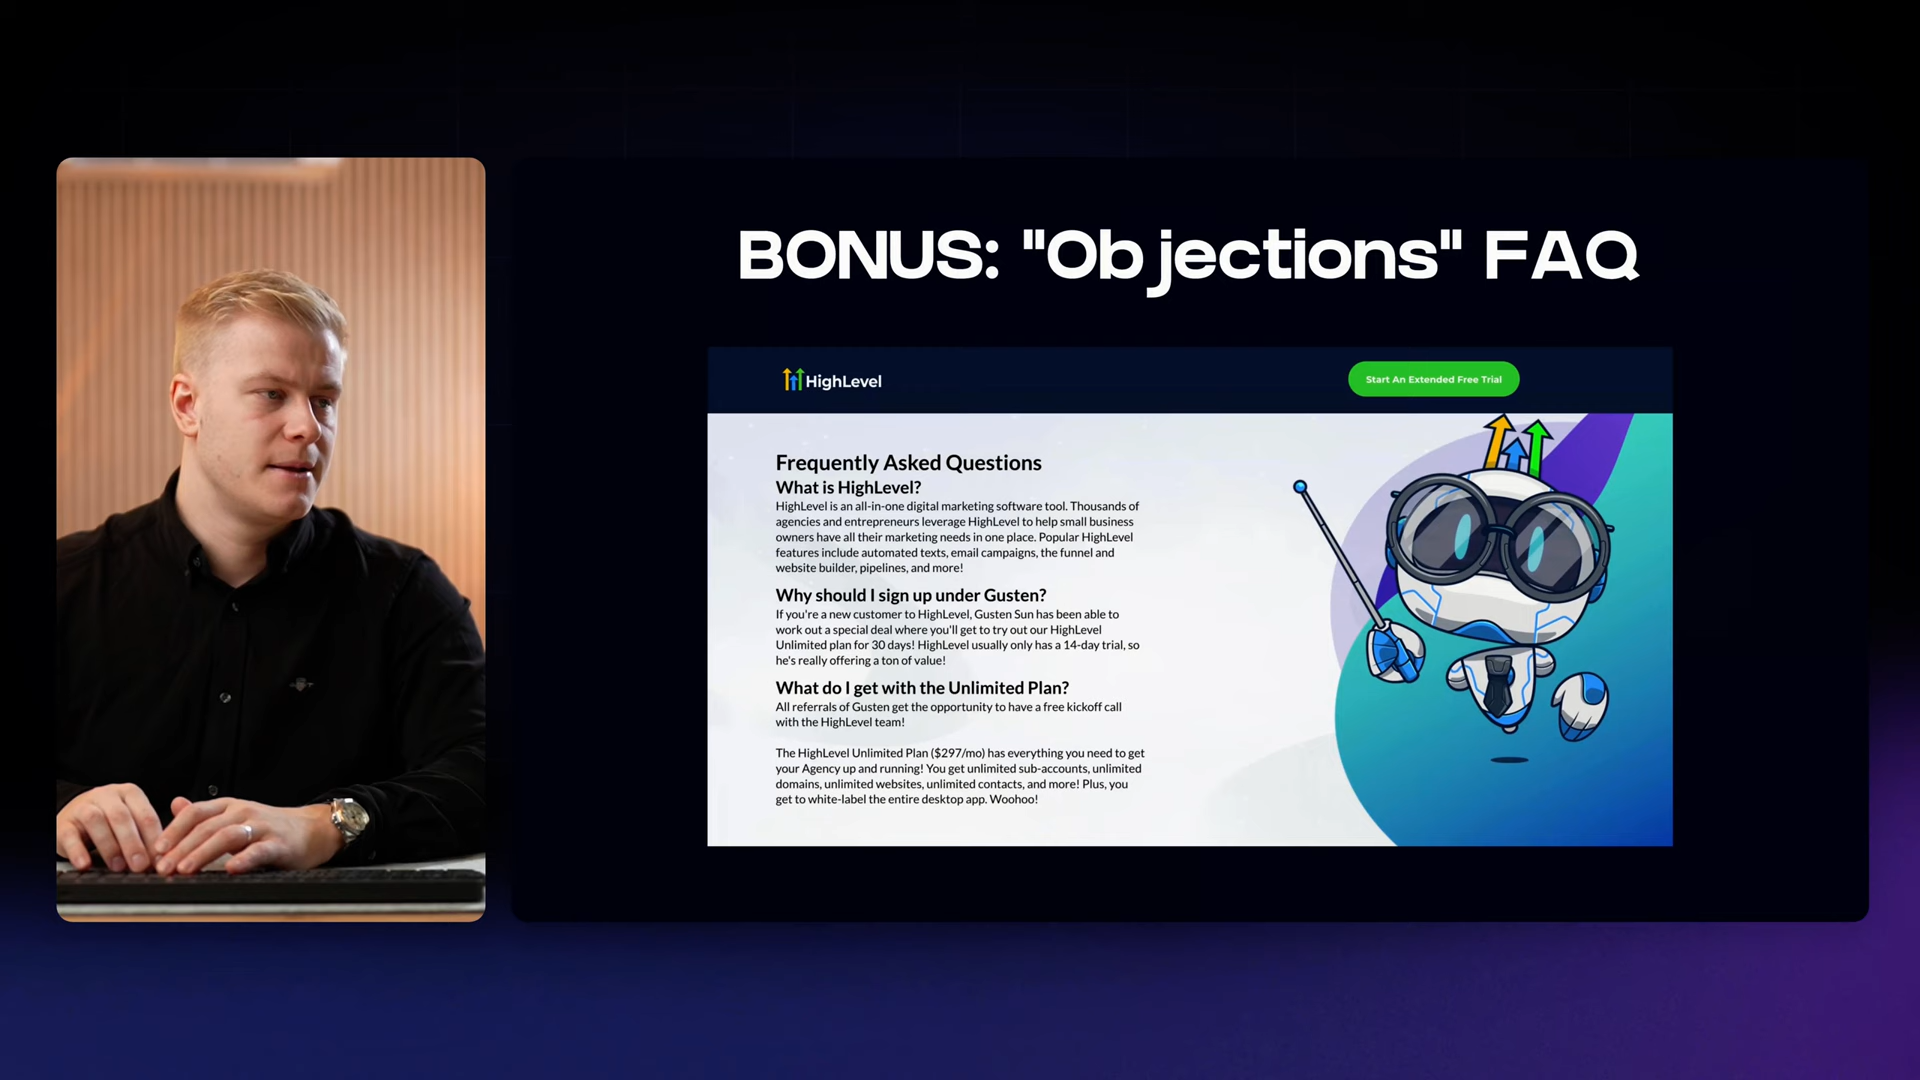 BONUS: "Objections" FAQ
HighLevel
Start An Extended Free Trial
Frequently Asked Questions
What is HighLevel?
HighLevel is an all-in-one digital marketing software tool. Thousands of
agencies and entrepreneurs leverage HighLevel to help small business
owners have all their marketing needs in one place. Popular HighLevel
features include automated texts, email campaigns, the funnel and
website builder, pipelines, and more!
Why should I sign up under Gusten?
If you're a new customer to HighLevel, Gusten Sun has been able to
work out a special deal where you'll get to try out our HighLevel
Unlimited plan for 30 days! HighLevel usually only has a 14-day trial, so
he's really offering a ton of value!
What do I get with the Unlimited Plan?
All referrals of Gusten get the opportunity to have a free kickoff call
with the HighLevel team!
The HighLevel Unlimited Plan ($297/mo) has everything you need to get
your Agency up and running! You get unlimited sub-accounts, unlimited
domains, unlimited websites, unlimited contacts, and more! Plus, you
get to white-label the entire desktop app. Woohoo!